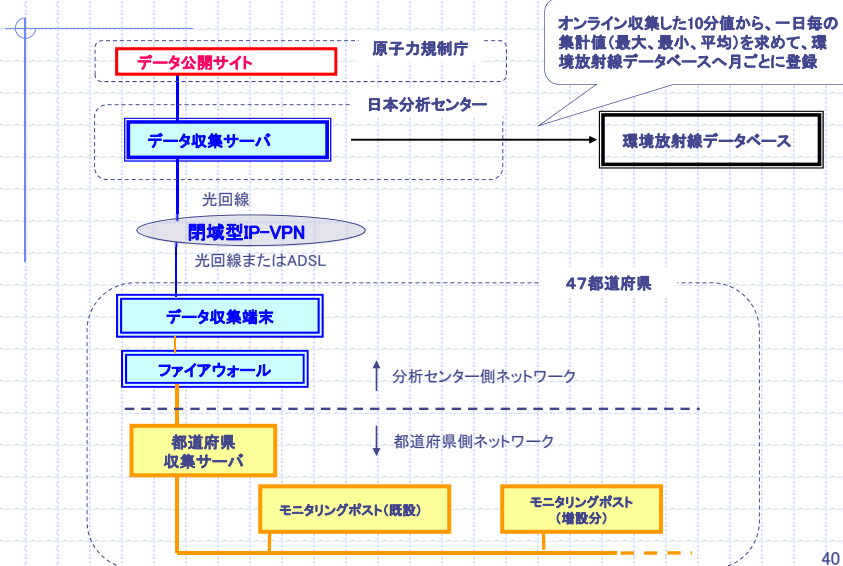 オンライン収集した10分値から、一日毎の
集計値（最大、最小、平均）を求めて、環
境放射線データベースへ月ごとに登録
原子力規制庁
データ公開サイト
日本分析センター
データ収集サーバ
環境放射線データベース
光回線
閉域型IP-VPN
光回線またはADSL
47都道府県
データ収集端末
ファイアウォール
分析センター側ネットワーク
都道府県側ネットワーク
都道府県
収集サーバ
モニタリングポスト（既設）
モニタリングポスト
（増設分）
40